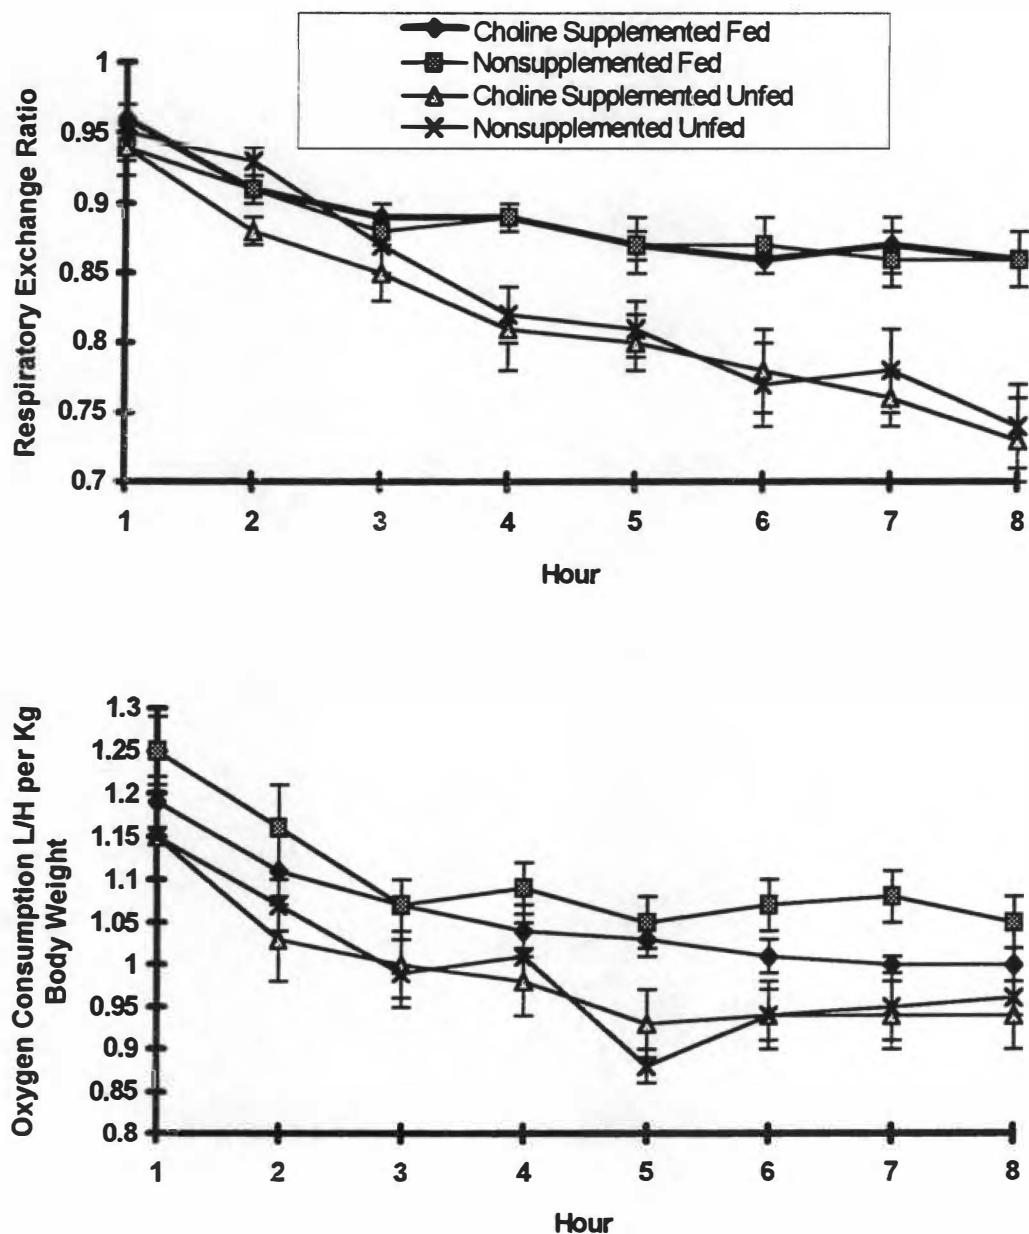 Choline Supplemented Fed
Nonsupplemented Fed
Choline Supplemented Unfed
Nonsupplemented Unfed
Respiratory Exchange Ratio
1
0.95
0.9
0.85
0.8
0.75
0.7
1 2 3 4 5 6 7 8
Hour
Oxygen Consumption L/H per Kg
Body Weight
1.3
1.25
1.2
1.15
1.1
1.05
1
0.95
0.9
0.85
0.8
1 2 3 4 5 6 7 8
Hour